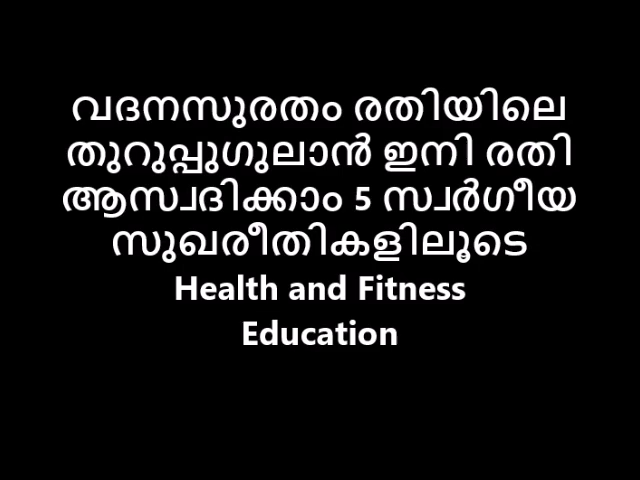 വദനസുരതം രതിയിലെ
തുറുപ്പുഗുലാൻ ഇനി രതി
ആസ്വദിക്കാം 5 സ്വർഗീയ
സുഖരീതികളിലൂടെ
Health and Fitness
Education